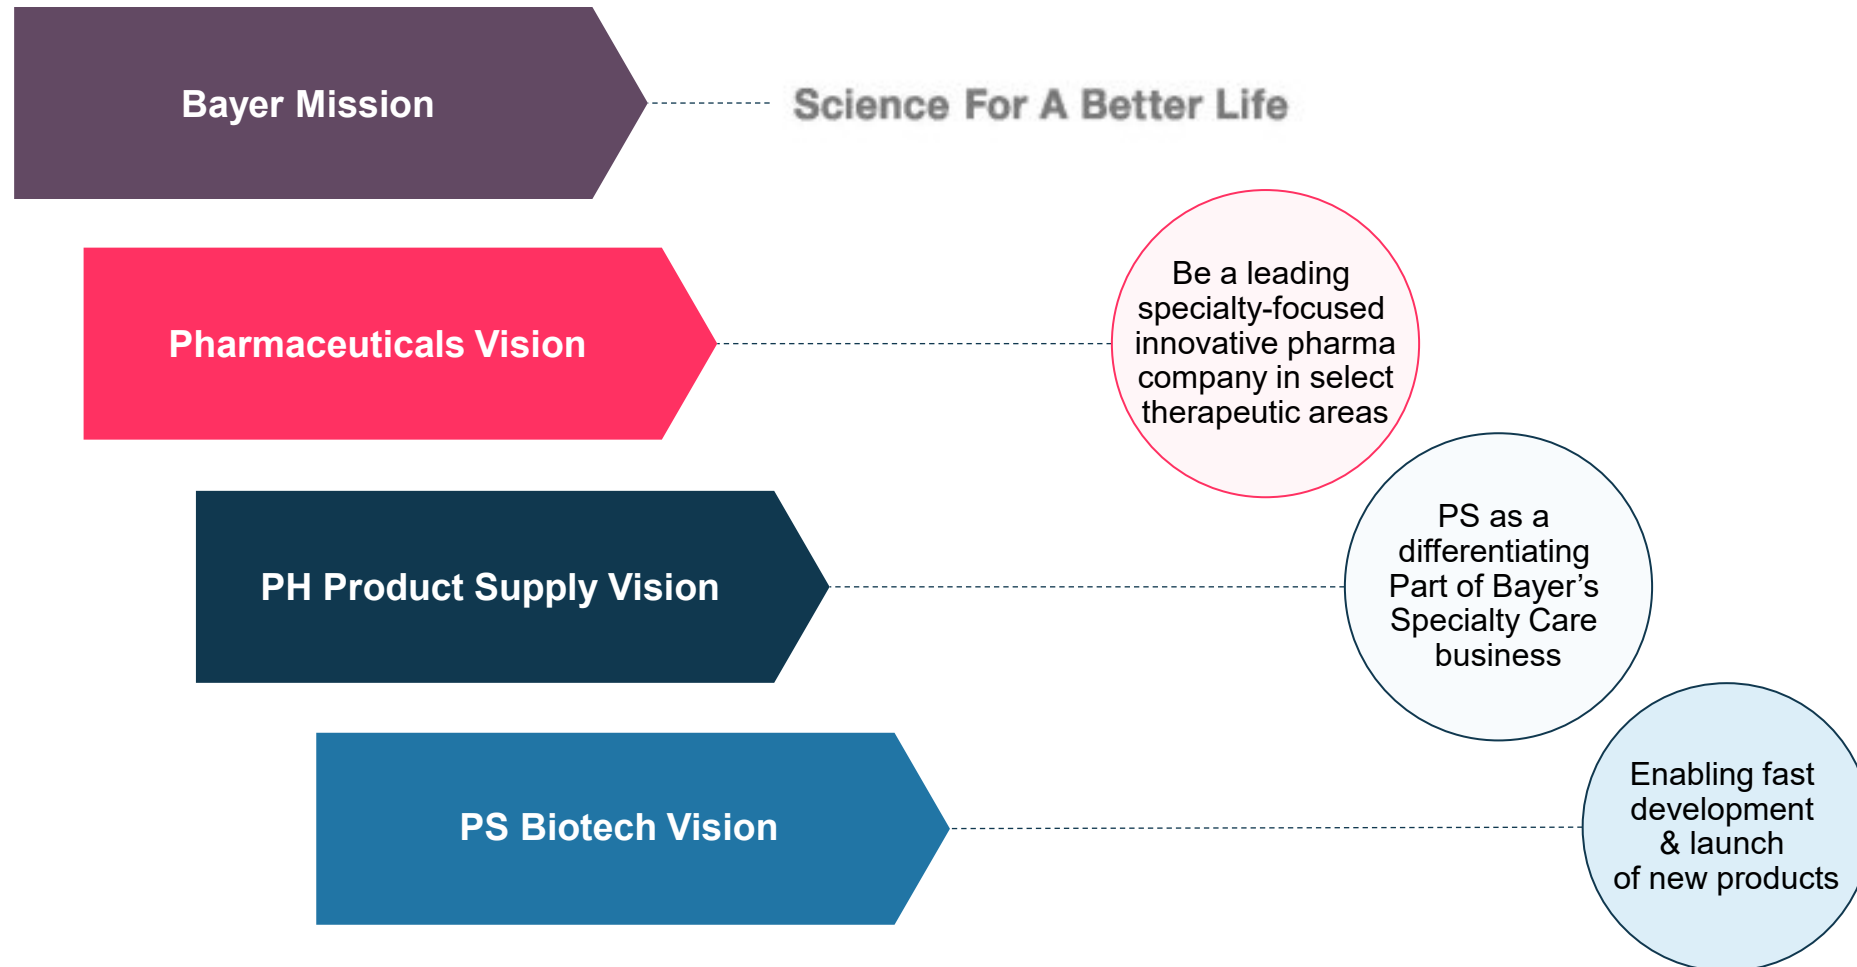 Bayer Mission
Science For A Better Life
Pharmaceuticals Vision
Be a leading
specialty-focused
innovative pharma
company in select
therapeutic areas
PH Product Supply Vision
PS as a
differentiating
Part of Bayer’s
Specialty Care
business
PS Biotech Vision
Enabling fast
development
& launch
of new products